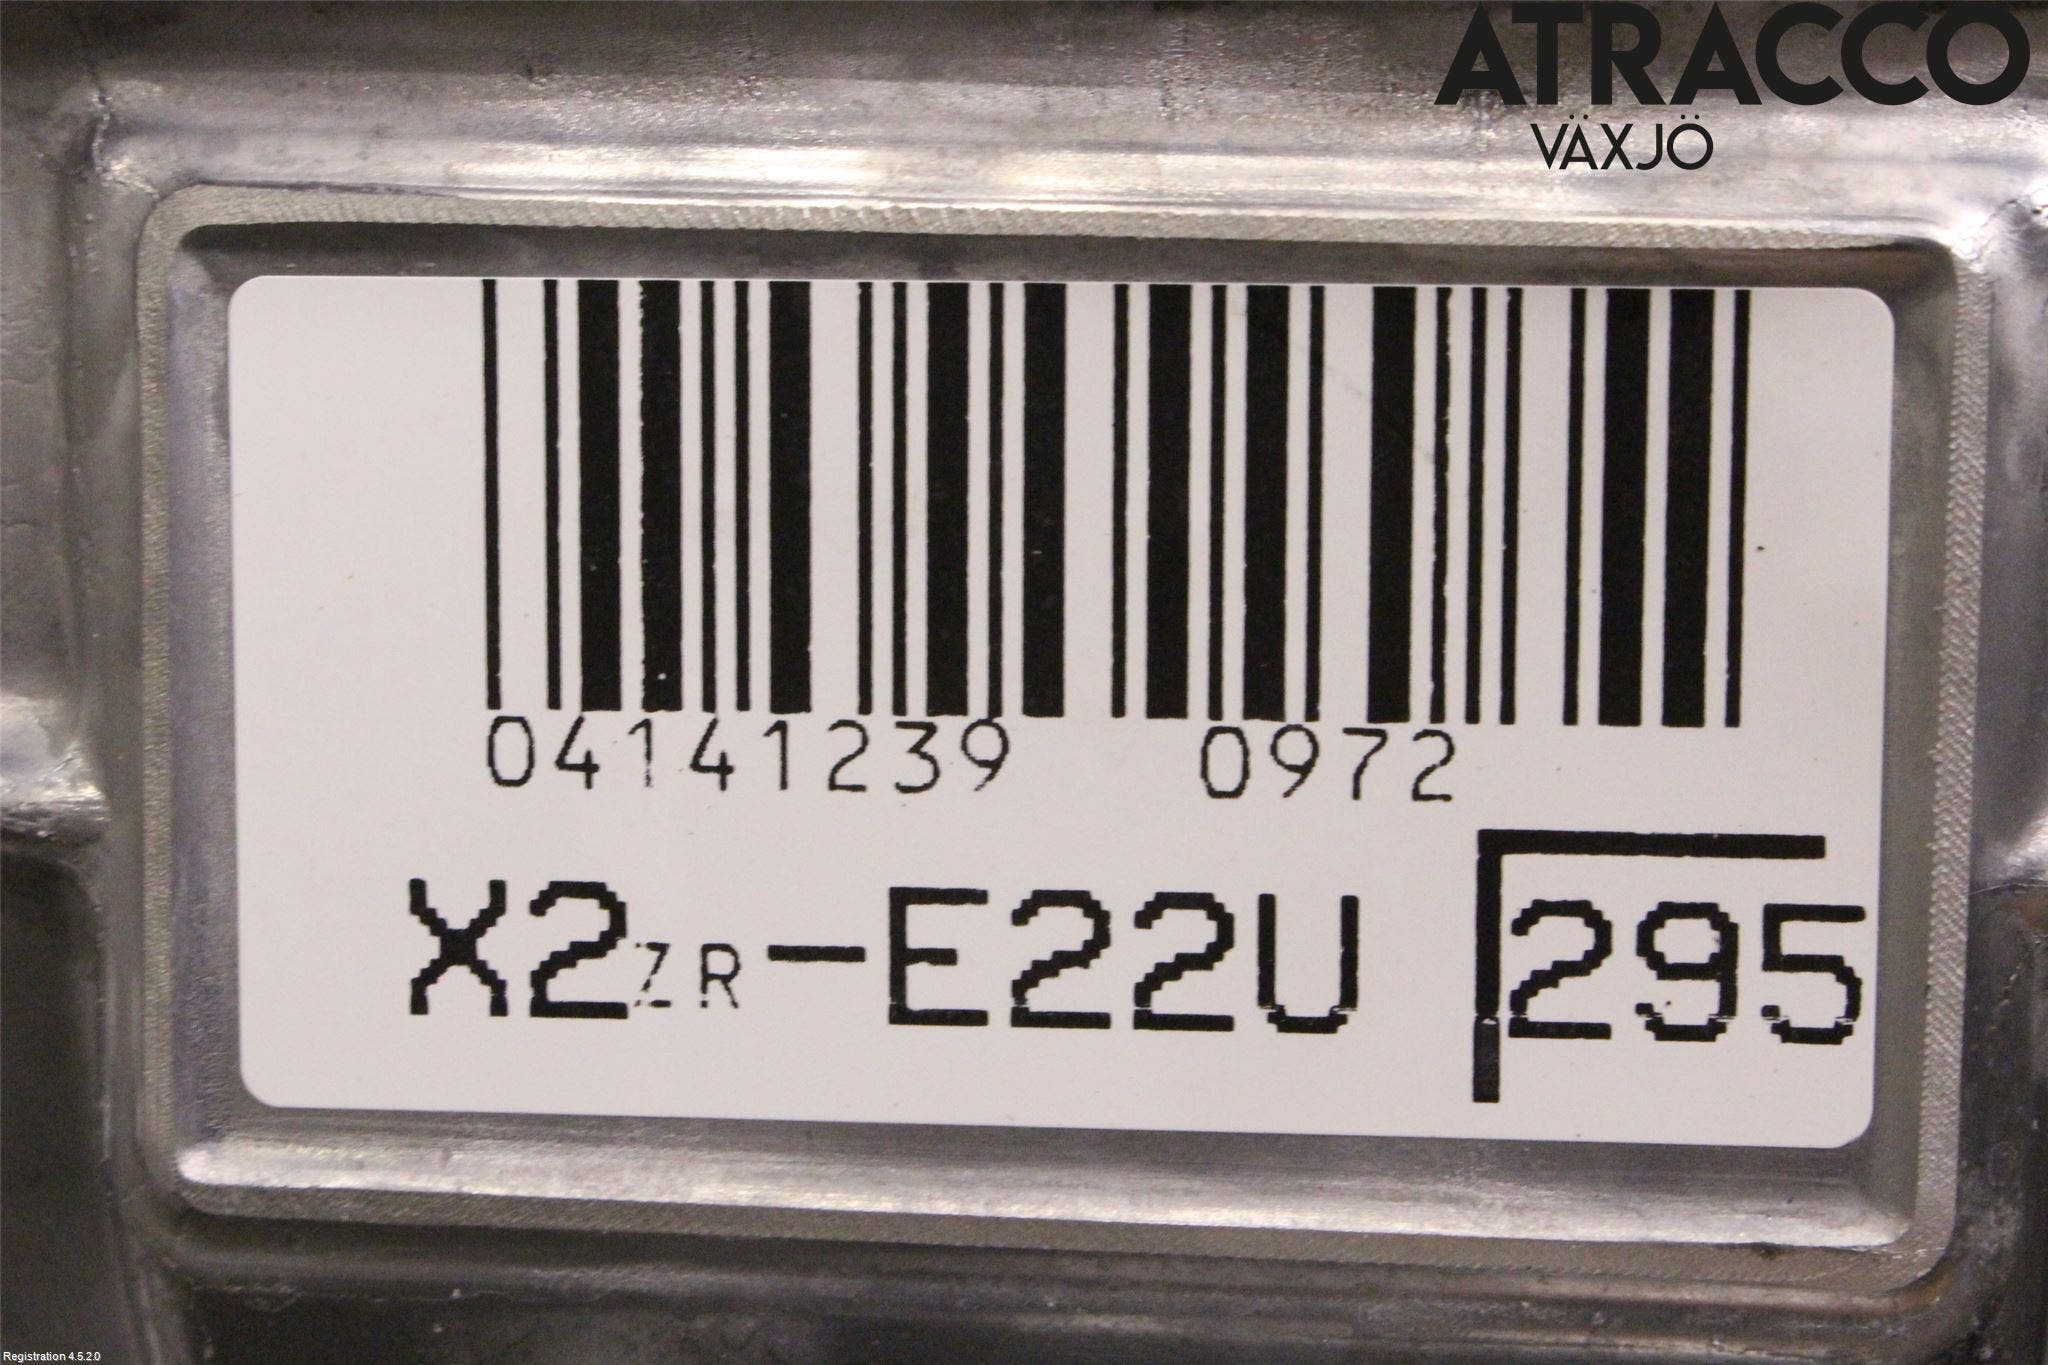 ATRACCO
VÄXJÖ
04141239 0972
X2ZR-E22U 295
Registration 4.5.2.0